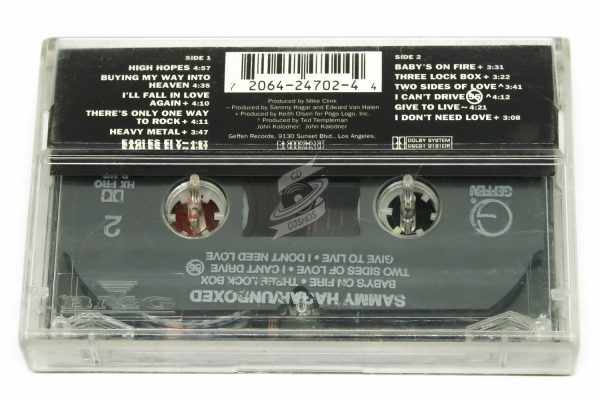 SIDE 1
HIGH HOPES 4:57
BUYING MY WAY INTO
HEAVEN 4:35
I'LL FALL IN LOVE
AGAIN + 4:10
THERE'S ONLY ONE WAY
TO ROCK + 4:11
HEAVY METAL + 3:47
7 2064-24702-4 4
Produced by Mike Clink
~ Produced by Sammy Hagar and Edward Van Halen
+ Produced by Keith Olsen for Pogo Logo, Inc.
^ Produced by Ted Templeman
John Kalodner: John Kalodner
Geffen Records, 9130 Sunset Blvd., Los Angeles,
SIDE 2
BABY'S ON FIRE + 3:31
THREE LOCK BOX + 3:22
TWO SIDES OF LOVE ^ 3:41
I CAN'T DRIVE 55 ^ 4:12
GIVE TO LIVE ~ 4:21
I DON'T NEED LOVE + 3:08
DOLBY SYSTEM
CD
COSMOS
HX PRO
2
GEFFEN
GIVE TO LIVE • I DON'T NEED LOVE
TWO SIDES OF LOVE • I CAN'T DRIVE 55
BABY'S ON FIRE • THREE LOCK BOX
SAMMY HAGAR/UNBOXED
BMG